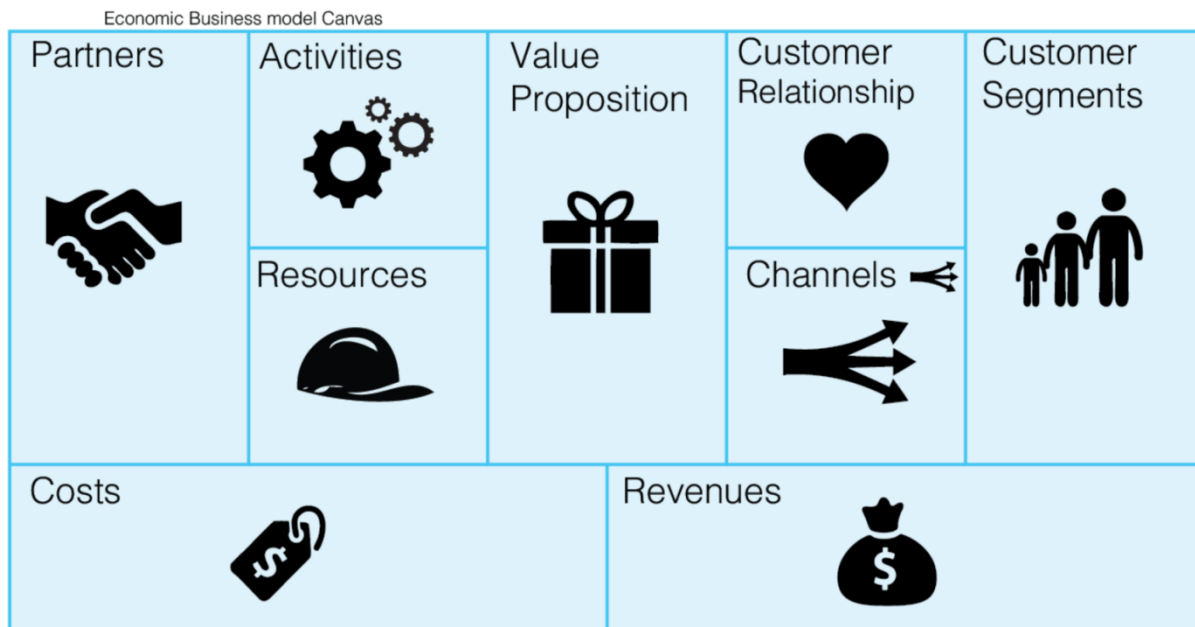 Economic Business model Canvas
Partners
Activities
Resources
Value
Proposition
Customer
Relationship
Channels
Customer
Segments
Costs
$
Revenues
$